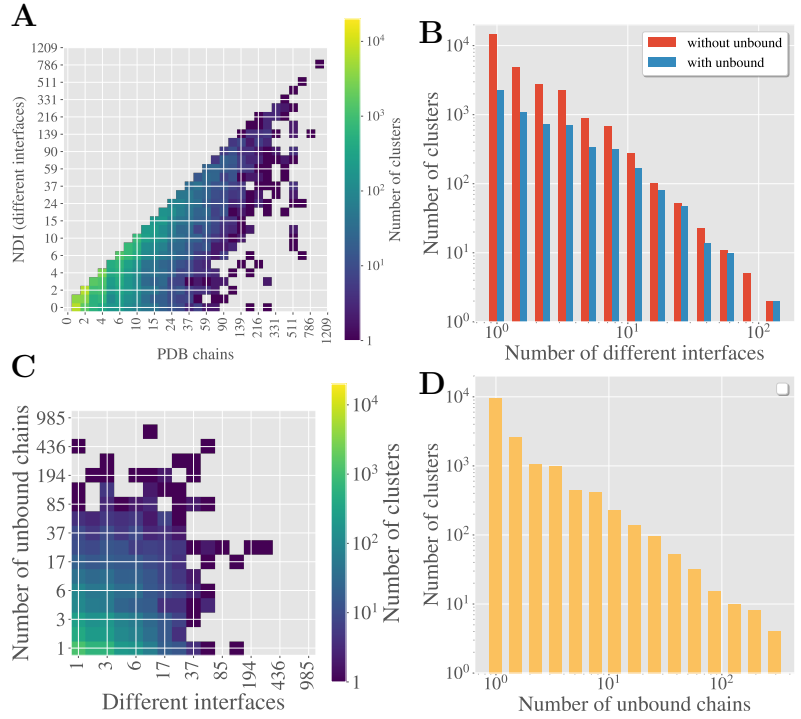 A
1209
786
511
331
216
139
90
59
37
24
15
10
6
4
2
0
NDI (different interfaces)
0 2 4 6 10 15 24 37 59 90 139 216 331 511 786 1209
PDB chains
10^4
10^3
10^2
10^1
1
Number of clusters
B
10^4
10^3
10^2
10^1
10^0
Number of clusters
without unbound
with unbound
10^0 10^1 10^2
Number of different interfaces
C
985
436
194
85
37
17
6
3
1
Number of unbound chains
1 3 6 17 37 85 194 436 985
Different interfaces
10^4
10^3
10^2
10^1
1
Number of clusters
D
10^4
10^3
10^2
10^1
10^0
Number of clusters
10^0 10^1 10^2
Number of unbound chains